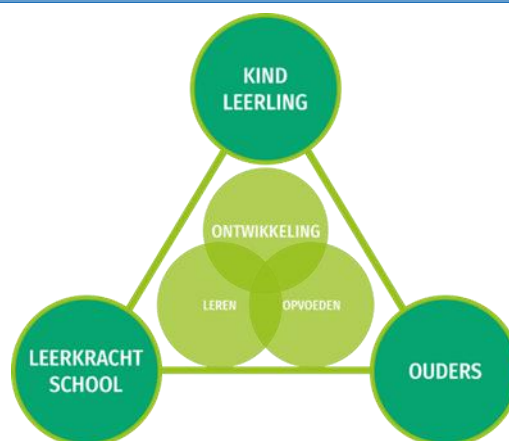 KIND
LEERLING
ONTWIKKELING
LEREN
OPVOEDEN
LEERKRACHT
SCHOOL
OUDERS